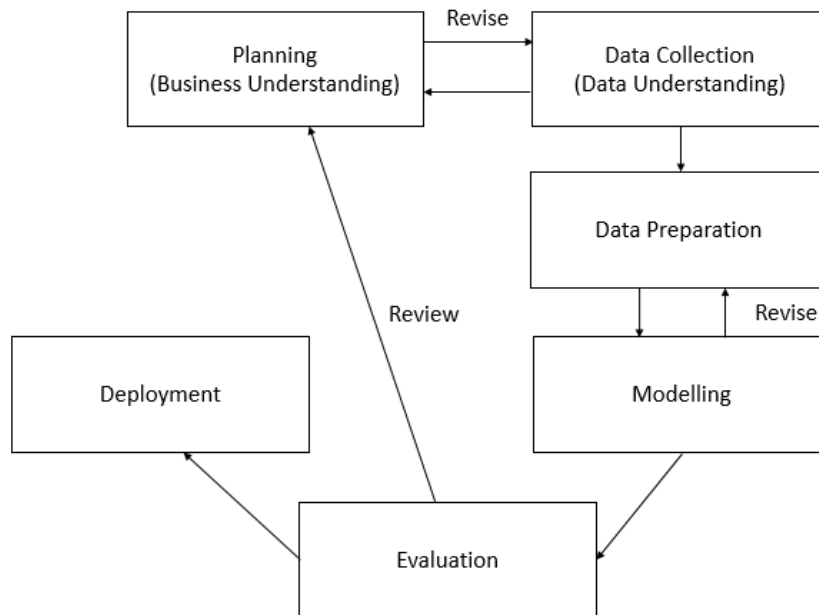 Revise
Planning
(Business Understanding)
Data Collection
(Data Understanding)
Data Preparation
Review
Revise
Deployment
Modelling
Evaluation